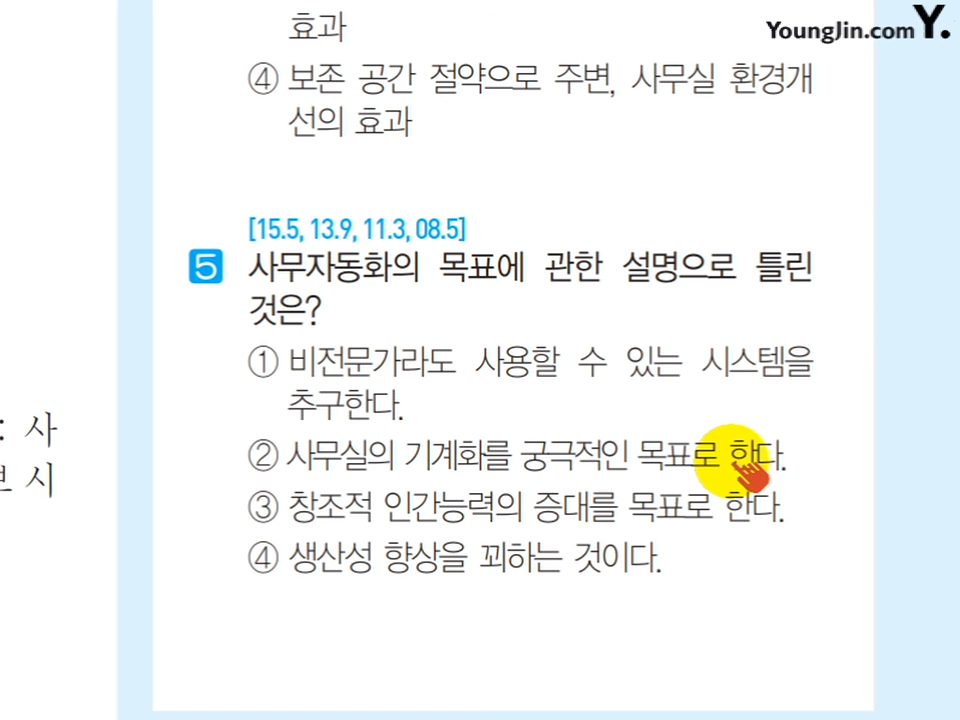 YoungJin.com Y.
효과
④ 보존 공간 절약으로 주변, 사무실 환경개
선의 효과
[15.5, 13.9, 11.3, 08.5]
5 사무자동화의 목표에 관한 설명으로 틀린
것은?
① 비전문가라도 사용할 수 있는 시스템을
추구한다.
: 사
② 사무실의 기계화를 궁극적인 목표로 한다.
시
③ 창조적 인간능력의 증대를 목표로 한다.
④ 생산성 향상을 꾀하는 것이다.